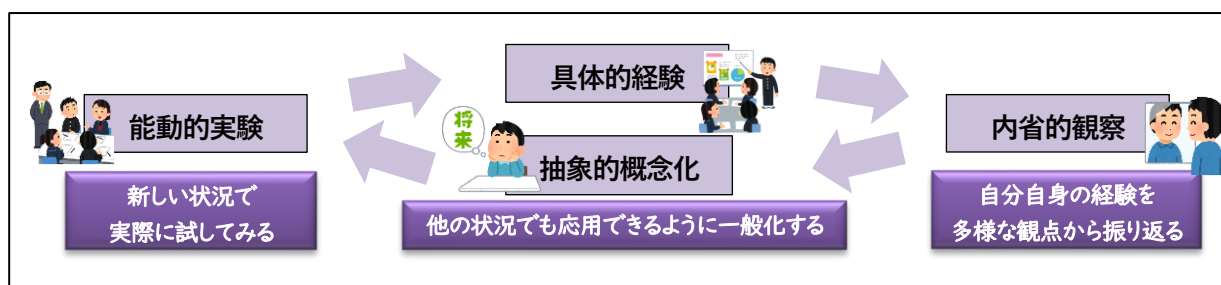 具体的経験
能動的実験
将来
抽象的概念化
内省的観察
新しい状況で
実際に試してみる
他の状況でも応用できるように一般化する
自分自身の経験を
多様な観点から振り返る